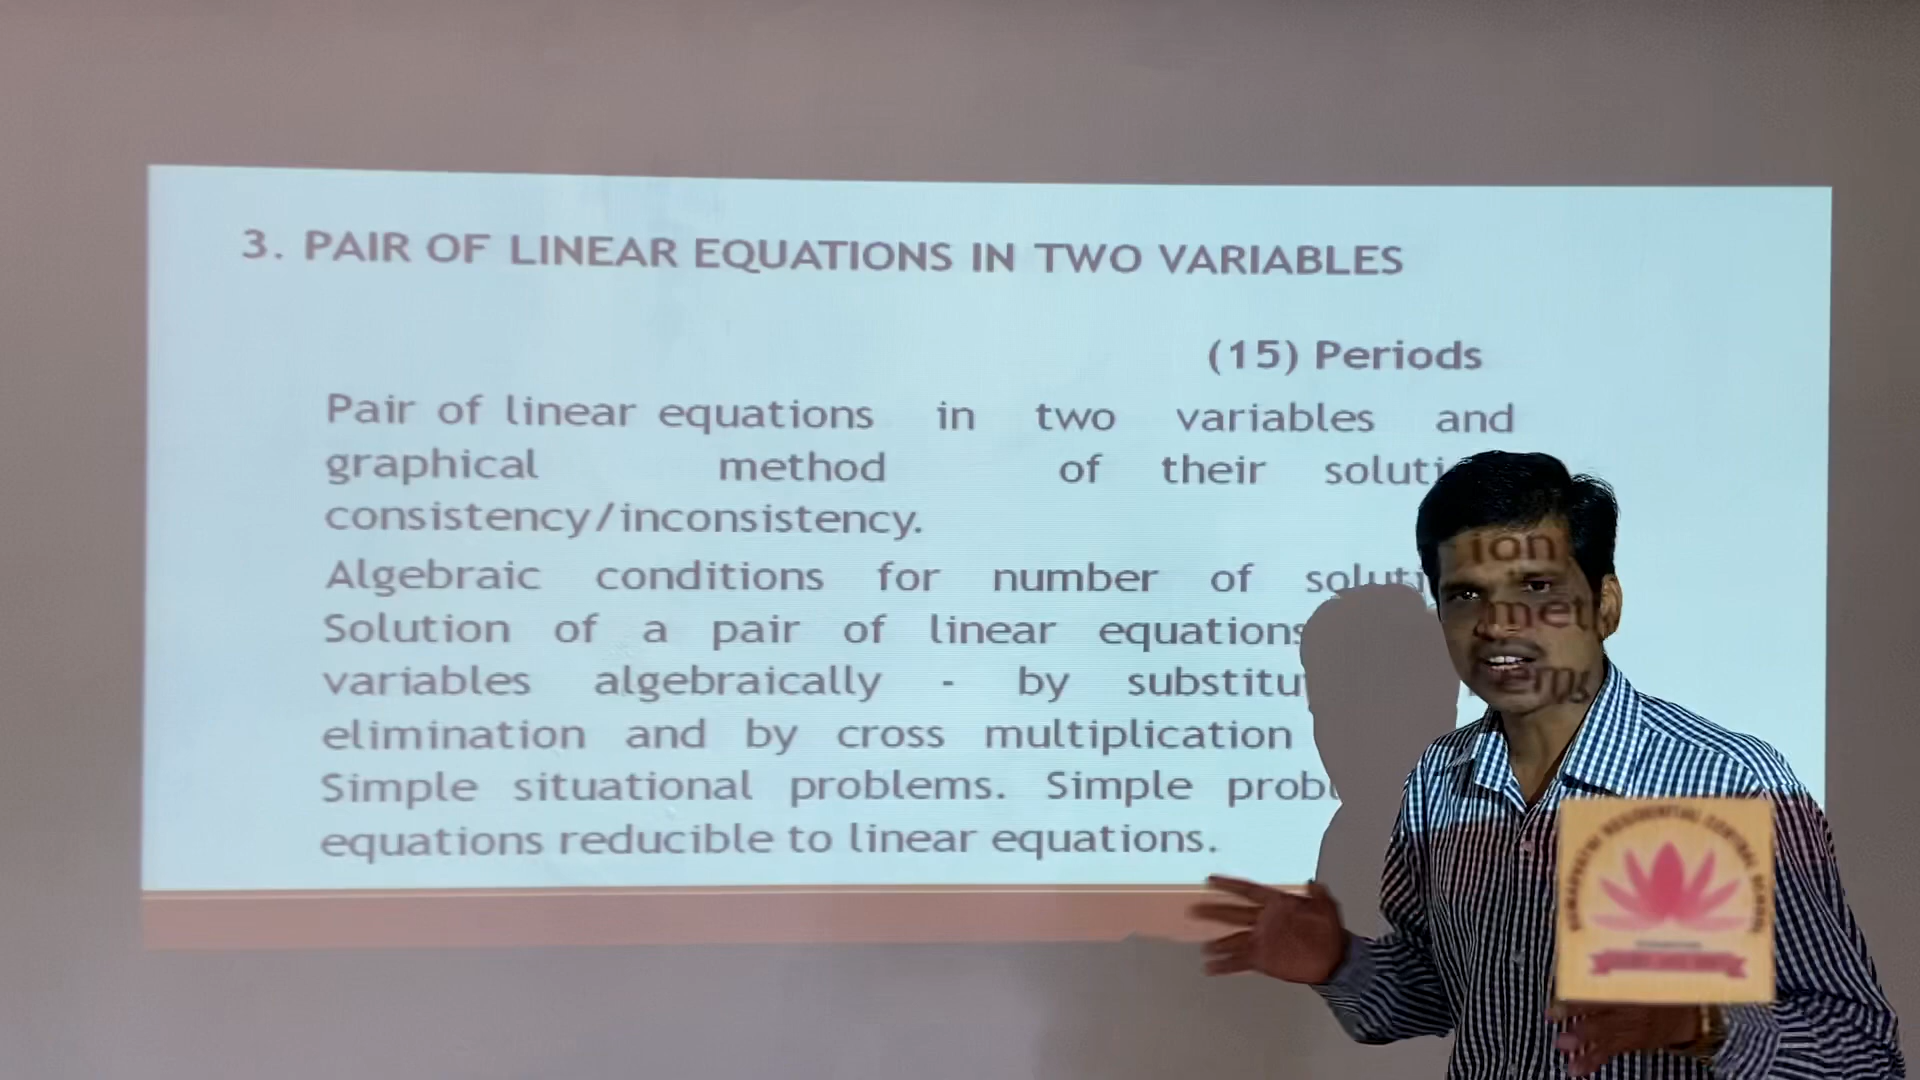 3. PAIR OF LINEAR EQUATIONS IN TWO VARIABLES
(15) Periods
Pair of linear equations in two variables and
graphical method of their
consistency/inconsistency.
Algebraic conditions for number of
Solution of a pair of linear equations
variables algebraically - by
elimination and by cross multiplication
Simple situational problems. Simple
equations reducible to linear equations.